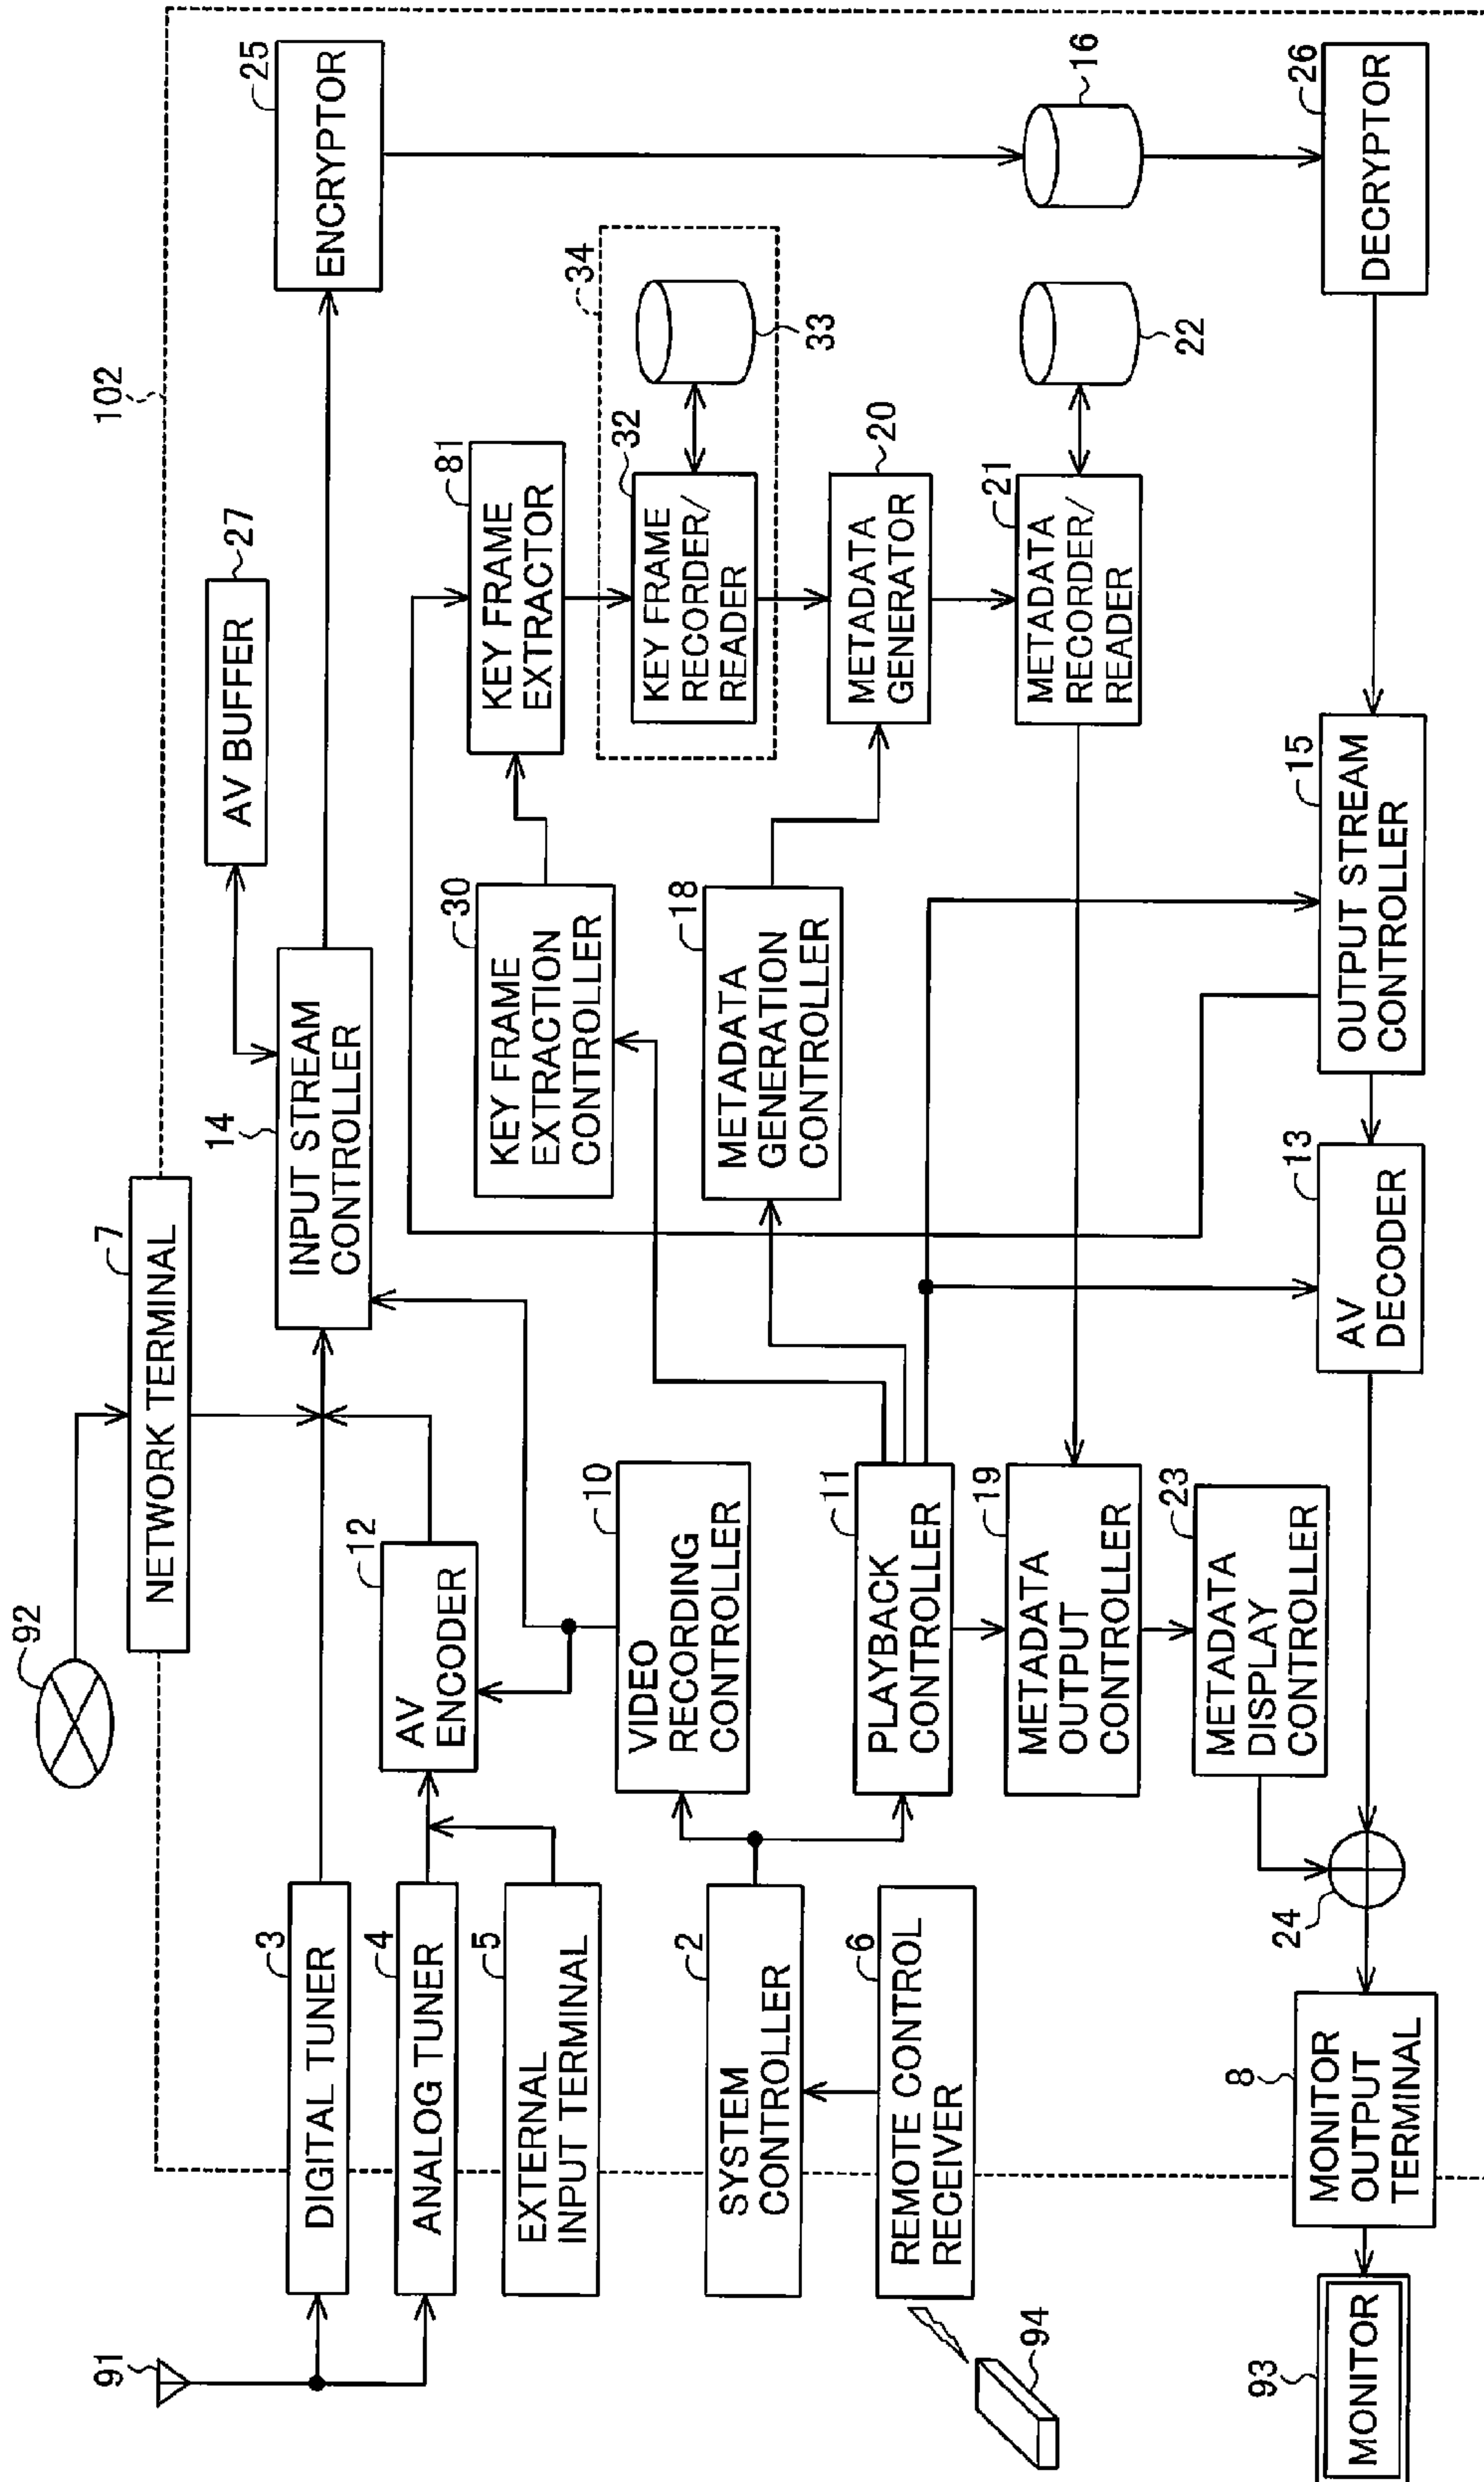 91
3
DIGITAL TUNER
4
ANALOG TUNER
5
EXTERNAL
INPUT TERMINAL
2
SYSTEM
CONTROLLER
6
REMOTE CONTROL
RECEIVER
94
93
MONITOR
8
MONITOR
OUTPUT
TERMINAL
24
92
7
NETWORK TERMINAL
12
AV
ENCODER
10
VIDEO
RECORDING
CONTROLLER
11
PLAYBACK
CONTROLLER
19
METADATA
OUTPUT
CONTROLLER
23
METADATA
DISPLAY
CONTROLLER
14
INPUT STREAM
CONTROLLER
30
KEY FRAME
EXTRACTION
CONTROLLER
18
METADATA
GENERATION
CONTROLLER
13
AV
DECODER
15
OUTPUT STREAM
CONTROLLER
27
AV BUFFER
81
KEY FRAME
EXTRACTOR
34
32
KEY FRAME
RECORDER/
READER
33
20
METADATA
GENERATOR
21
METADATA
RECORDER/
READER
22
102
25
ENCRYPTOR
16
26
DECRYPTOR